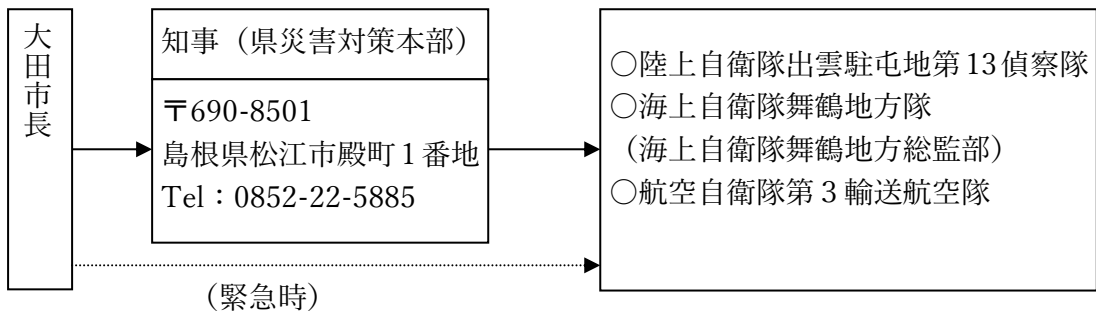 大田市長
知事（県災害対策本部）
〒690-8501
島根県松江市殿町１番地
Tel：0852-22-5885
○陸上自衛隊出雲駐屯地第13偵察隊
○海上自衛隊舞鶴地方隊
（海上自衛隊舞鶴地方総監部）
○航空自衛隊第３輸送航空隊
（緊急時）